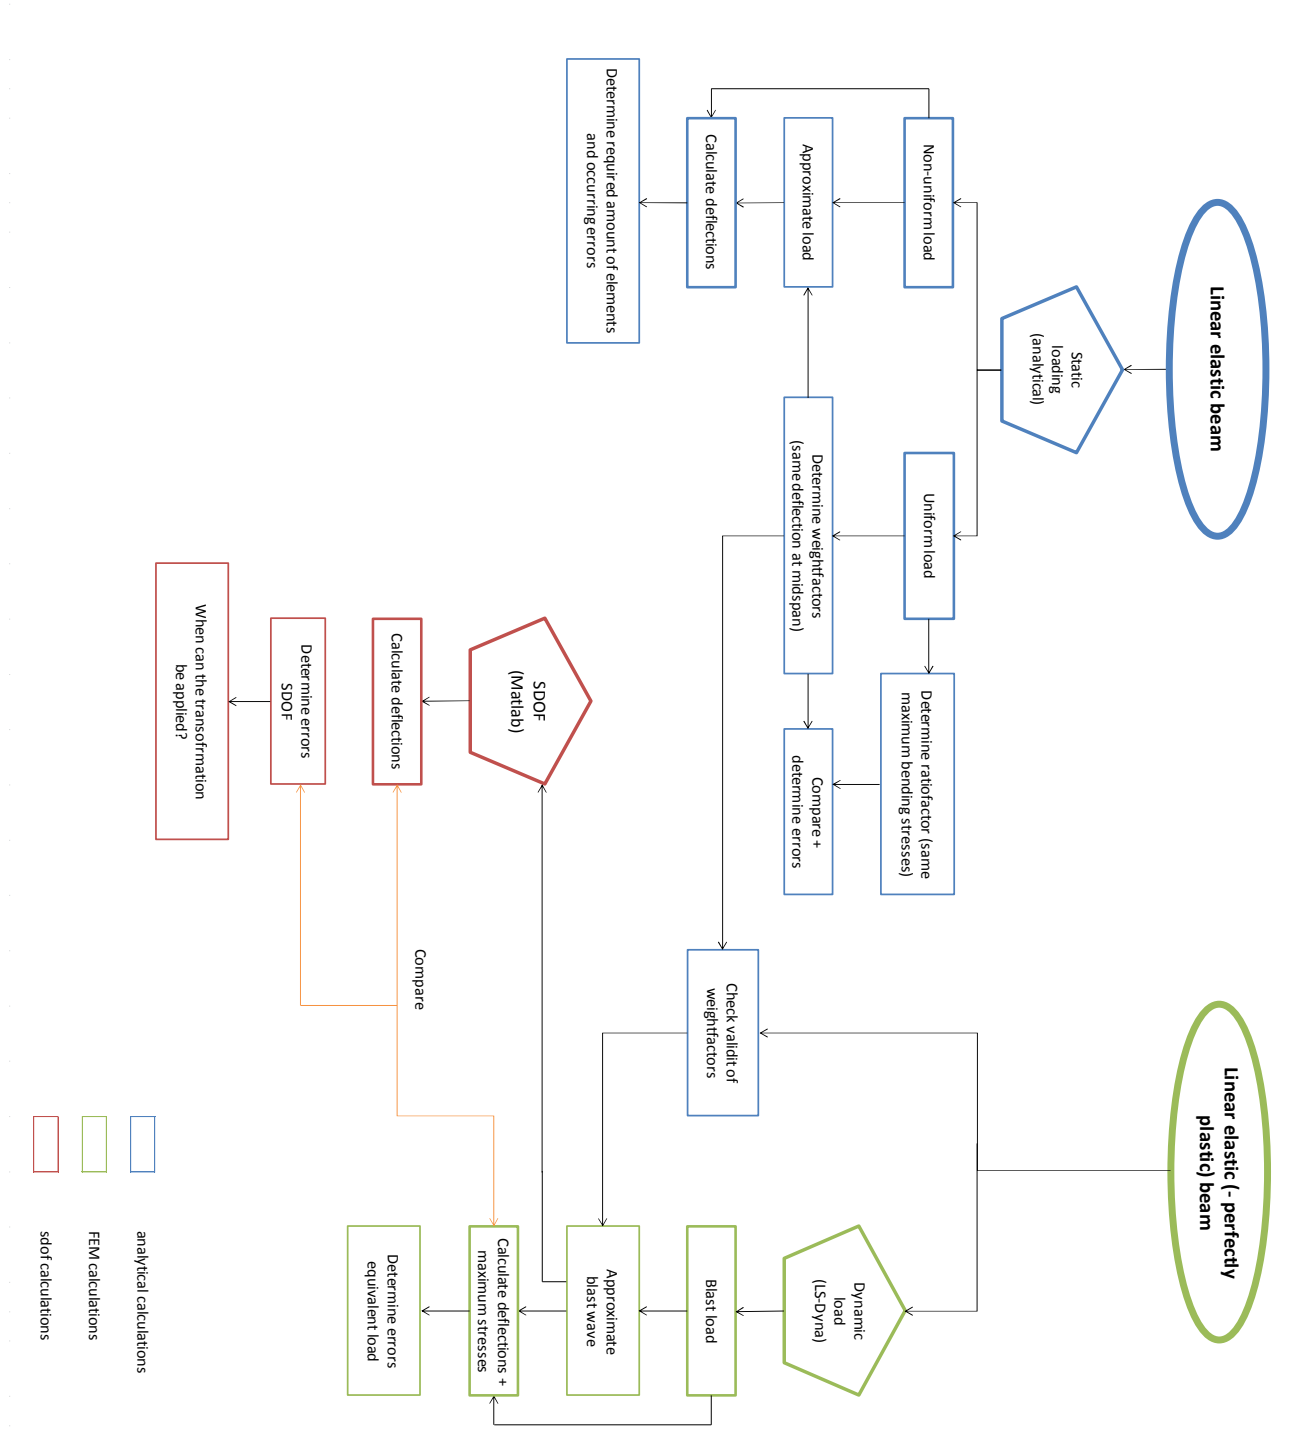 Linear elastic beam
Linear elastic (- perfectly
plastic) beam
Static
loading
(analytical)
Dynamic
load
(LS-Dyna)
Non-uniform load
Uniform load
Determine ratiofactor (same
maximum bending stresses)
Approximate load
Determine weightfactors
(same deflection at midspan)
Compare +
determine errors
Calculate deflections
Check validit of
weightfactors
Blast load
Determine required amount of elements
and occurring errors
Approximate
blast wave
SDOF
(Matlab)
Calculate deflections +
maximum stresses
Calculate deflections
Compare
Determine errors
equivalent load
Determine errors
SDOF
When can the transofrmation
be applied?
analytical calculations
FEM calculations
sdof calculations